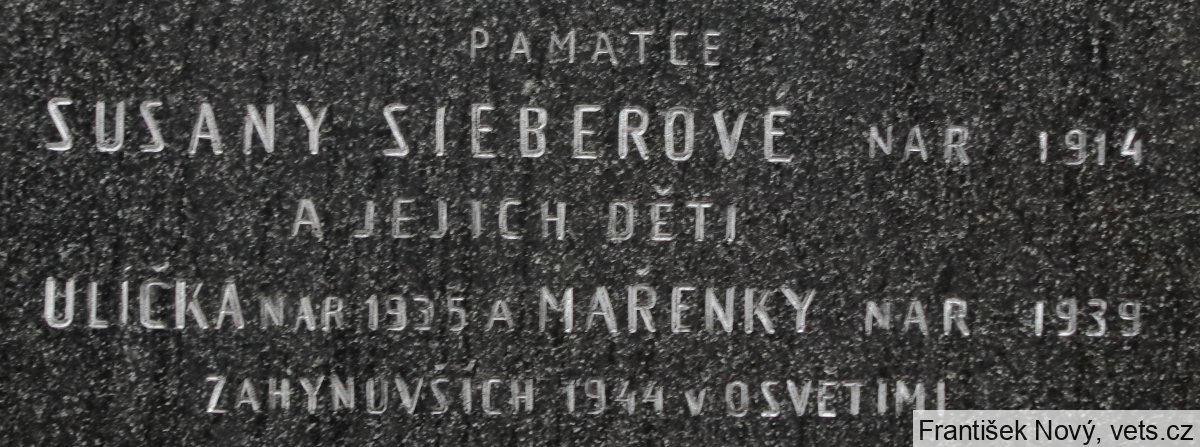 PAMÁTCE
SUSANY SIEBEROVÉ NAR 1914
A JEJICH DĚTÍ
ULÍČKA NAR 1935 A MAŘENKY NAR 1939
ZAHYNUVŠÍCH 1944 V OSVĚTIMI
František Nový, vets.cz